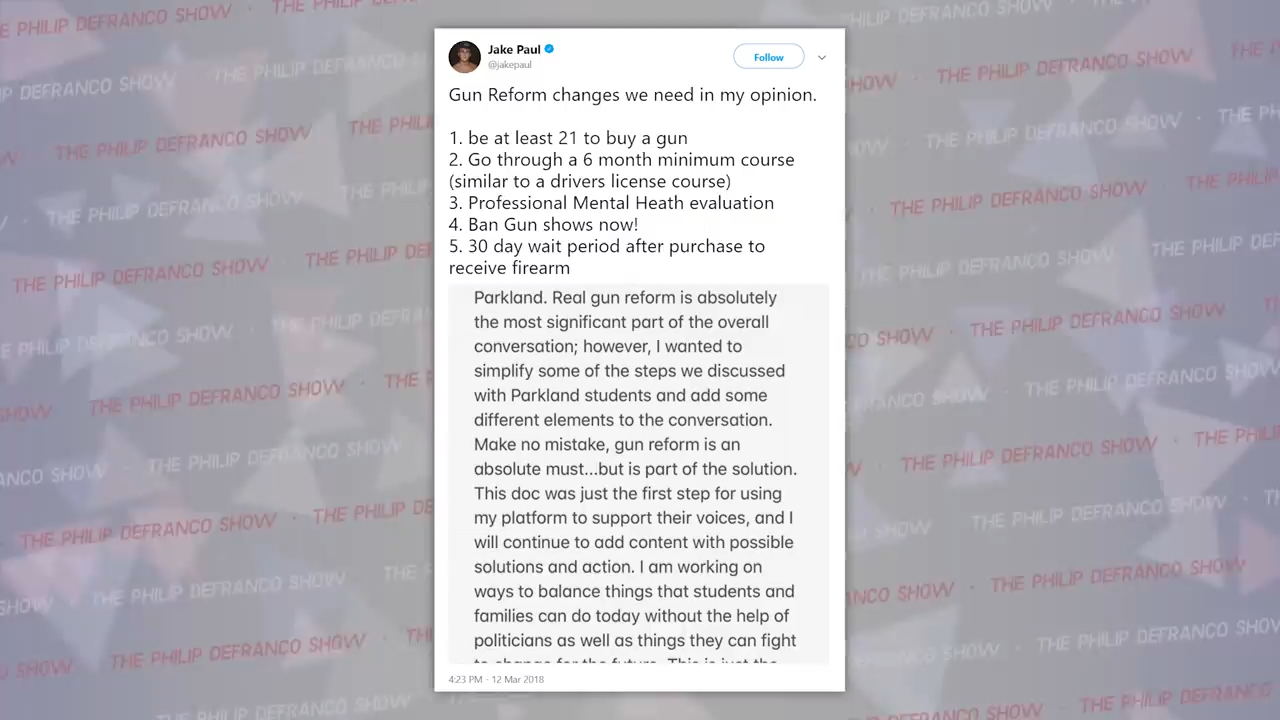 THE PHILIP DEFRANCO SHOW
Jake Paul
@jakepaul
Follow
Gun Reform changes we need in my opinion.
1. be at least 21 to buy a gun
2. Go through a 6 month minimum course
(similar to a drivers license course)
3. Professional Mental Heath evaluation
4. Ban Gun shows now!
5. 30 day wait period after purchase to
receive firearm
Parkland. Real gun reform is absolutely
the most significant part of the overall
conversation; however, I wanted to
simplify some of the steps we discussed
with Parkland students and add some
different elements to the conversation.
Make no mistake, gun reform is an
absolute must...but is part of the solution.
This doc was just the first step for using
my platform to support their voices, and I
will continue to add content with possible
solutions and action. I am working on
ways to balance things that students and
families can do today without the help of
politicians as well as things they can fight
4:23 PM - 12 Mar 2018